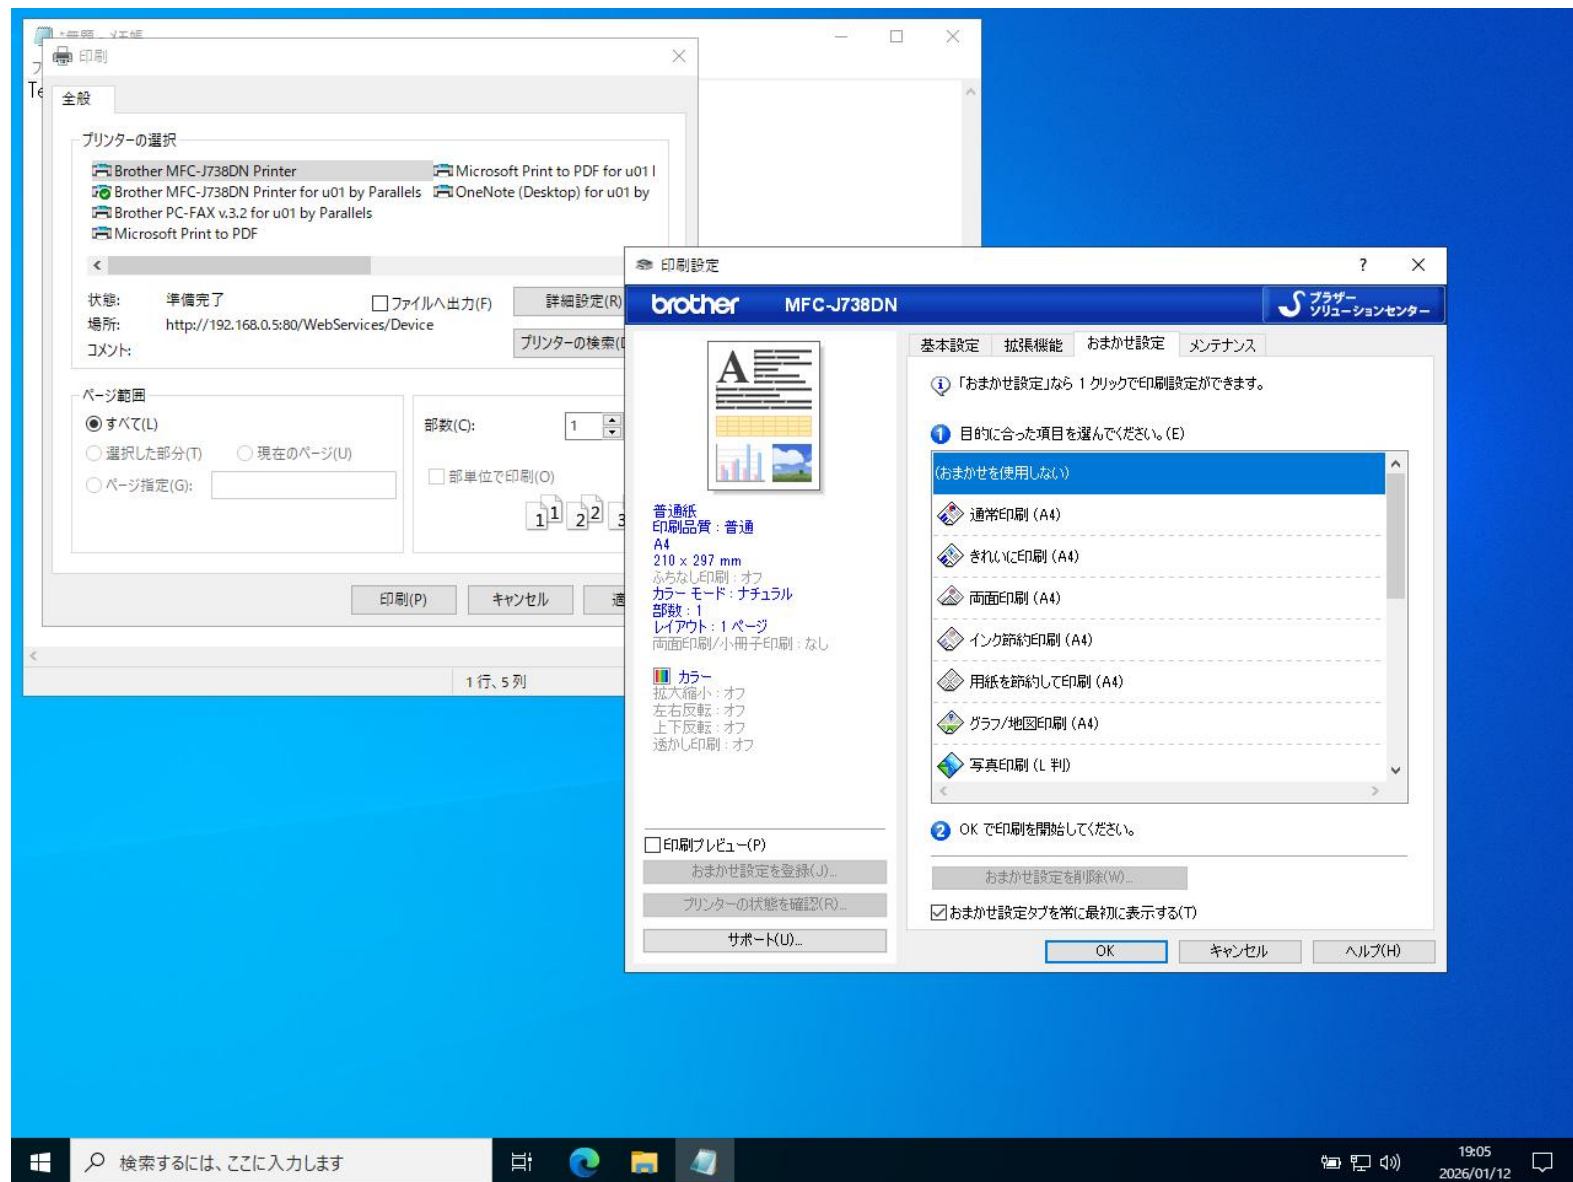 *無題 - メモ帳
印刷
Te
全般
プリンターの選択
Brother MFC-J738DN Printer
Brother MFC-J738DN Printer for u01 by Parallels
Brother PC-FAX v.3.2 for u01 by Parallels
Microsoft Print to PDF
Microsoft Print to PDF for u01 l
OneNote (Desktop) for u01 by
状態: 準備完了
場所: http://192.168.0.5:80/WebServices/Device
コメント:
ファイルへ出力(F)
詳細設定(R)
プリンターの検索(D
ページ範囲
すべて(L)
選択した部分(T) 現在のページ(U)
ページ指定(G):
部数(C): 1
部単位で印刷(O)
1 1 2 2 3
印刷(P) キャンセル 適
1 行、5 列
印刷設定
brother MFC-J738DN
ブラザー
ソリューションセンター
A
普通紙
印刷品質 : 普通
A4
210 x 297 mm
ふちなし印刷 : オフ
カラー モード : ナチュラル
部数 : 1
レイアウト : 1 ページ
両面印刷/小冊子印刷 : なし
カラー
拡大縮小 : オフ
左右反転 : オフ
上下反転 : オフ
透かし印刷 : オフ
印刷プレビュー(P)
おまかせ設定を登録(J)...
プリンターの状態を確認(R)...
サポート(U)...
基本設定 拡張機能 おまかせ設定 メンテナンス
「おまかせ設定」なら 1 クリックで印刷設定ができます。
1 目的に合った項目を選んでください。(E)
(おまかせを使用しない)
通常印刷 (A4)
きれいに印刷 (A4)
両面印刷 (A4)
インク節約印刷 (A4)
用紙を節約して印刷 (A4)
グラフ/地図印刷 (A4)
写真印刷 (L 判)
2 OK で印刷を開始してください。
おまかせ設定を削除(W)...
おまかせ設定タブを常に最初に表示する(T)
OK キャンセル ヘルプ(H)
検索するには、ここに入力します
19:05
2026/01/12